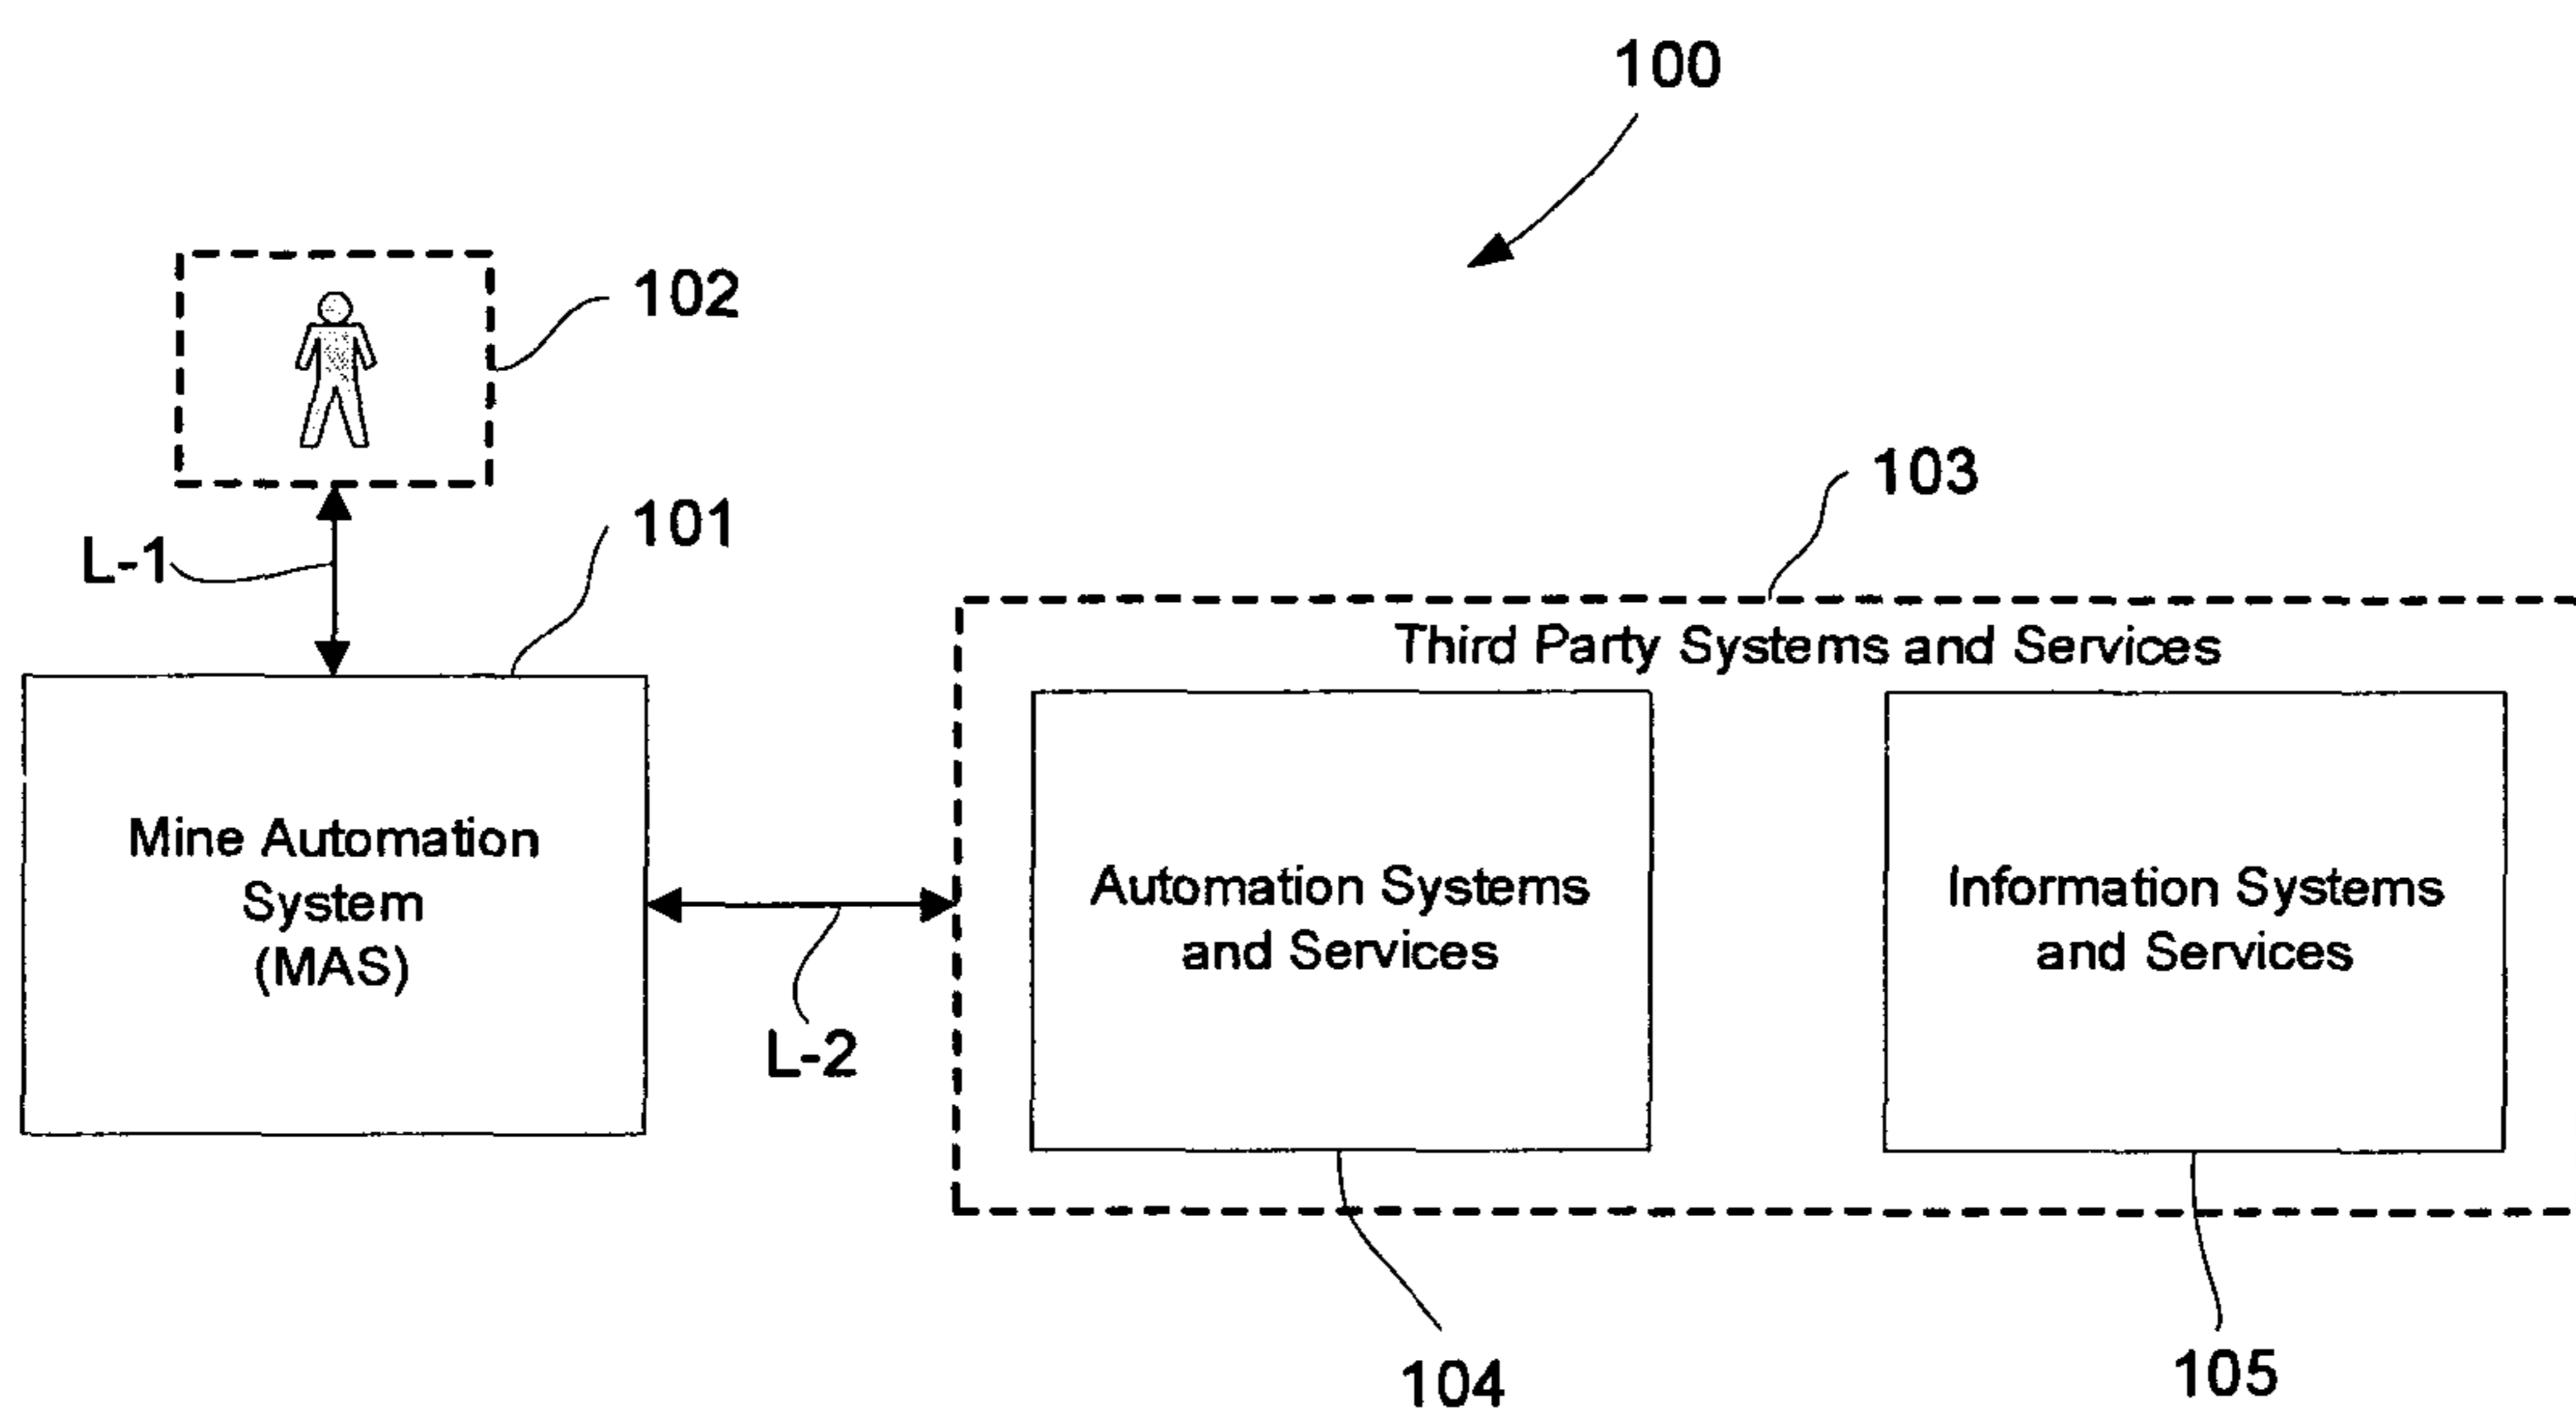 100
102
103
101
L-1
Third Party Systems and Services
Mine Automation
System
(MAS)
Automation Systems
and Services
Information Systems
and Services
L-2
104
105